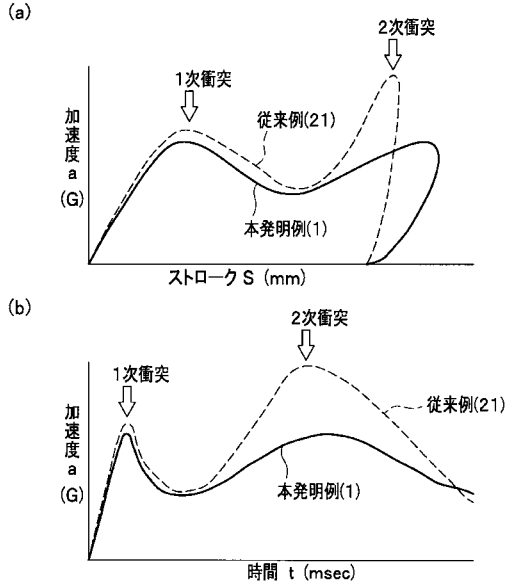 (a)
2次衝突
1次衝突
従来例(21)
加速度 a (G)
本発明例(1)
ストローク S (mm)
(b)
2次衝突
1次衝突
従来例(21)
加速度 a (G)
本発明例(1)
時間 t (msec)